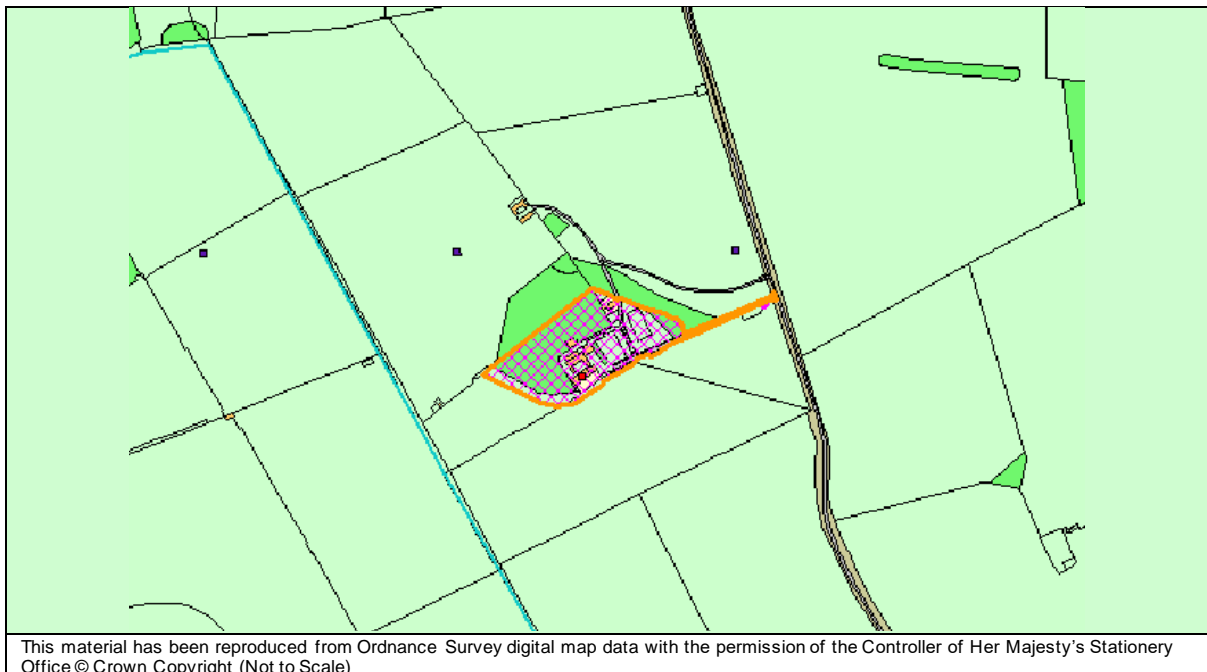 This material has been reproduced from Ordnance Survey digital map data with the permission of the Controller of Her Majesty's Stationery
Office © Crown Copyright (Not to Scale)